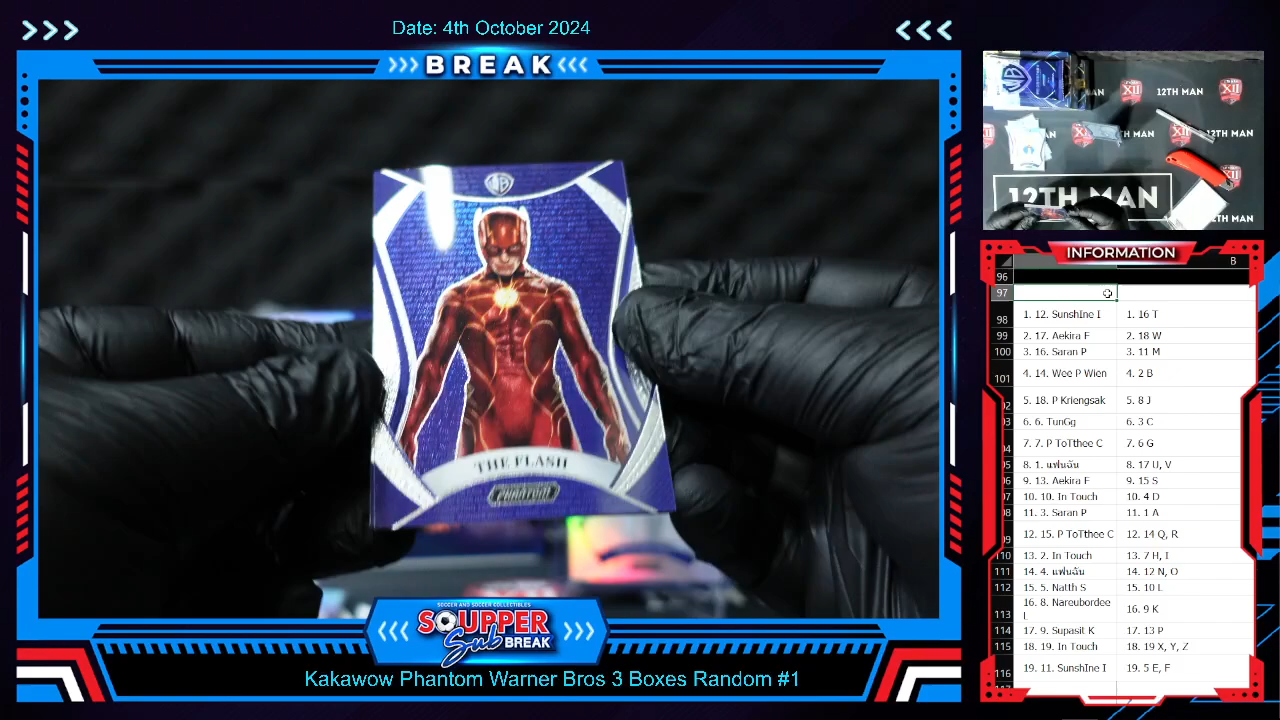 Date: 4th October 2024
BREAK
WB
THE FLASH
PHANTOM
12TH MAN
XII
12TH MAN
12TH MAN
12TH MAN
12TH MAN
INFORMATION
B
96
97
98 1. 12. SunshIne I 1. 16 T
99 2. 17. Aekira F 2. 18 W
100 3. 16. Saran P 3. 11 M
101 4. 14. Wee P Wien 4. 2 B
5. 18. P Kriengsak 5. 8 J
6. 6. TunGg 6. 3 C
7. 7. P ToTthee C 7. 6 G
8. 1. แฟนฉัน 8. 17 U, V
9. 13. Aekira F 9. 15 S
10. 10. In Touch 10. 4 D
11. 3. Saran P 11. 1 A
12. 15. P ToTthee C 12. 14 Q, R
110 13. 2. In Touch 13. 7 H, I
111 14. 4. แฟนฉัน 14. 12 N, O
112 15. 5. Natth S 15. 10 L
113 16. 8. Nareubordee L 16. 9 K
114 17. 9. Supasit K 17. 13 P
115 18. 19. In Touch 18. 19 X, Y, Z
116 19. 11. SunshIne I 19. 5 E, F
SOCCER AND SOCCER COLLECTIBLES
SOUPPER
Sub BREAK
Kakawow Phantom Warner Bros 3 Boxes Random #1